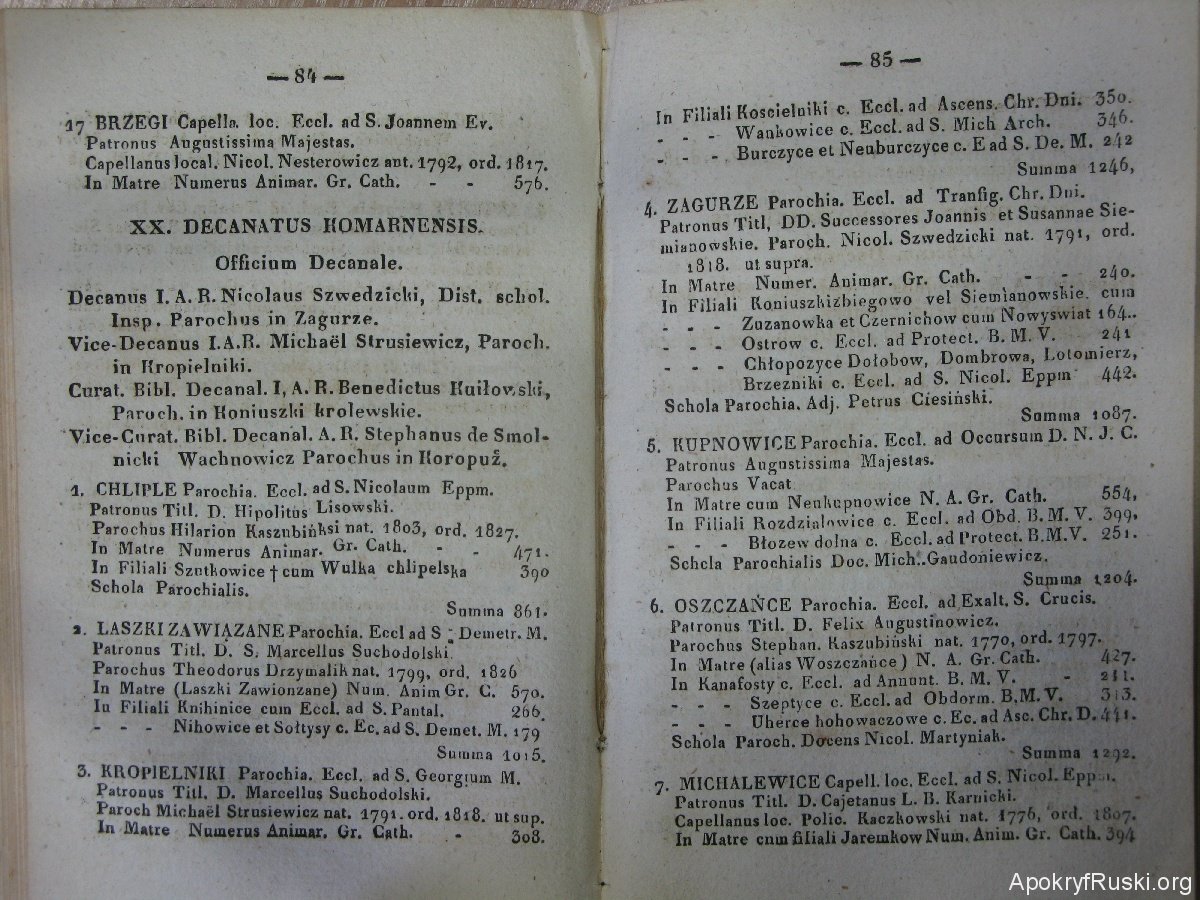 — 84 —
17 BRZEGI Capella. loc. Eccl. ad S. Joannem Ev.
Patronus Augustissima Majestas.
Capellanus local. Nicol. Nesterowicz ant. 1792, ord. 1817.
In Matre Numerus Animar. Gr. Cath. - - 576.
XX. DECANATUS KOMARNENSIS.
Officium Decanale.
Decanus I. A. R. Nicolaus Szwedzicki, Dist. schol.
Insp. Parochus in Zagurze.
Vice-Decanus I.A.R. Michaël Strusiewicz, Paroch.
in Kropielniki.
Curat. Bibl. Decanal. I, A. R. Benedictus Kuiłowski,
Paroch. in Koniuszki krolewskie.
Vice-Curat. Bibl. Decanal. A. R. Stephanus de Smol-
nicki Wachnowicz Parochus in Koropuż.
1. CHLIPLE Parochia. Eccl. ad S. Nicolaum Eppm.
Patronus Titl. D. Hipolitus Lisowski.
Parochus Hilarion Kaszubińksi nat. 1803, ord. 1827.
In Matre Numerus Animar. Gr. Cath. - - 471.
In Filiali Szutkowice † cum Wulka chlipelska 390
Schola Parochialis.
Summa 861.
2. LASZKI ZAWIĄZANE Parochia. Eccl ad S. Demetr. M.
Patronus Titl. D. S. Marcellus Suchodolski.
Parochus Theodorus Drzymalik nat. 1799, ord. 1826
In Matre (Laszki Zawionzane) Num. Anim Gr. C. 570.
In Filiali Knihinice cum Eccl. ad S. Pantal. 266.
- - - Nihowice et Sołtysy c. Ec. ad S. Demet. M. 179
Summa 1015.
3. KROPIELNIKI Parochia. Eccl. ad S. Georgium M.
Patronus Titl. D. Marcellus Suchodolski.
Paroch Michaël Strusiewicz nat. 1791. ord. 1818. ut sup.
In Matre Numerus Animar. Gr. Cath. - 308.
— 85 —
In Filiali Koscielniki c. Eccl. ad Ascens. Chr. Dni. 350.
- - - Wankowice c. Eccl. ad S. Mich Arch. 346.
- - - Burczyce et Neuburczyce c. E ad S. De. M. 242
Summa 1246,
4. ZAGURZE Parochia. Eccl. ad Transfig. Chr. Dni.
Patronus Titl, DD. Successores Joannis et Susannae Sie-
mianowskie. Paroch. Nicol. Szwedzicki nat. 1791, ord.
1818. ut supra.
In Matre Numer. Animar. Gr. Cath. - - 240.
In Filiali Koniuszkizbiegowo vel Siemianowskie. cum
- - - Zuzanowka et Czernichow cum Nowyswiat 164..
- - - Ostrow c. Eccl. ad Protect. B. M. V. 241
- - - Chłopozyce Dołobow, Dombrowa, Lotomierz,
Brzezniki c. Eccl. ad S. Nicol. Eppm 442.
Schola Parochia. Adj. Petrus Ciesiński.
Summa 1087.
5. KUPNOWICE Parochia. Eccl. ad Occursum D. N. J. C.
Patronus Augustissima Majestas.
Parochus Vacat
In Matre cum Neukupnowice N. A. Gr. Cath. 554,
In Filiali Rozdzialowice c. Eccl. ad Obd. B. M. V. 399,
- - - Błozew dolna c. Eccl. ad Protect. B.M.V. 251.
Schcla Parochialis Doc. Mich. Gaudoniewicz.
Summa 1204.
6. OSZCZAŃCE Parochia. Eccl. ad Exalt. S. Crucis.
Patronus Titl. D. Felix Augustinowicz.
Parochus Stephan. Kaszubiński nat. 1770, ord. 1797.
In Matre (alias Woszczańce) N. A. Gr. Cath. 427.
In Kanafosty c. Eccl. ad Annunt. B. M. V. - 211.
- - - Szeptyce c. Eccl. ad Obdorm. B.M.V. 313.
- - - Uherce hohowaczowe c. Ec. ad Asc. Chr. D. 441.
Schola Paroch. Docens Nicol. Martyniak.
Summa 1292.
7. MICHALEWICE Capell. loc. Eccl. ad S. Nicol. Eppm.
Patronus Titl. D. Cajetanus L. B. Karnicki.
Capellanus loc. Polic. Kaczkowski nat. 1776, ord. 1807.
In Matre cum filiali Jaremkow Num. Anim. Gr. Cath. 394
ApokryfRuski.org